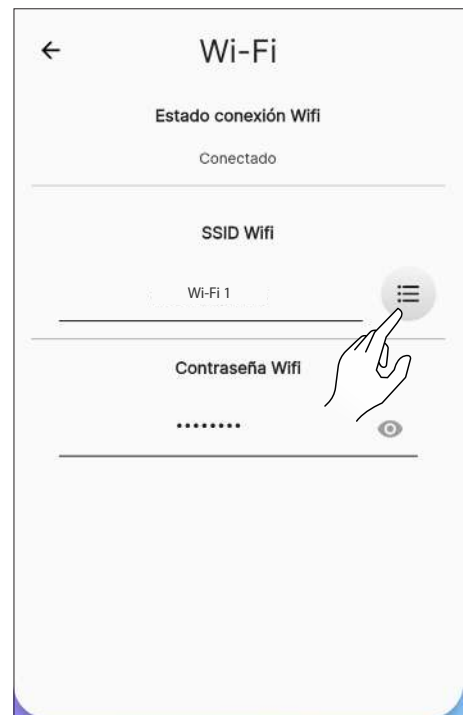 Wi-Fi
Estado conexión Wifi
Conectado
SSID Wifi
Wi-Fi 1
Contraseña Wifi
••••••••